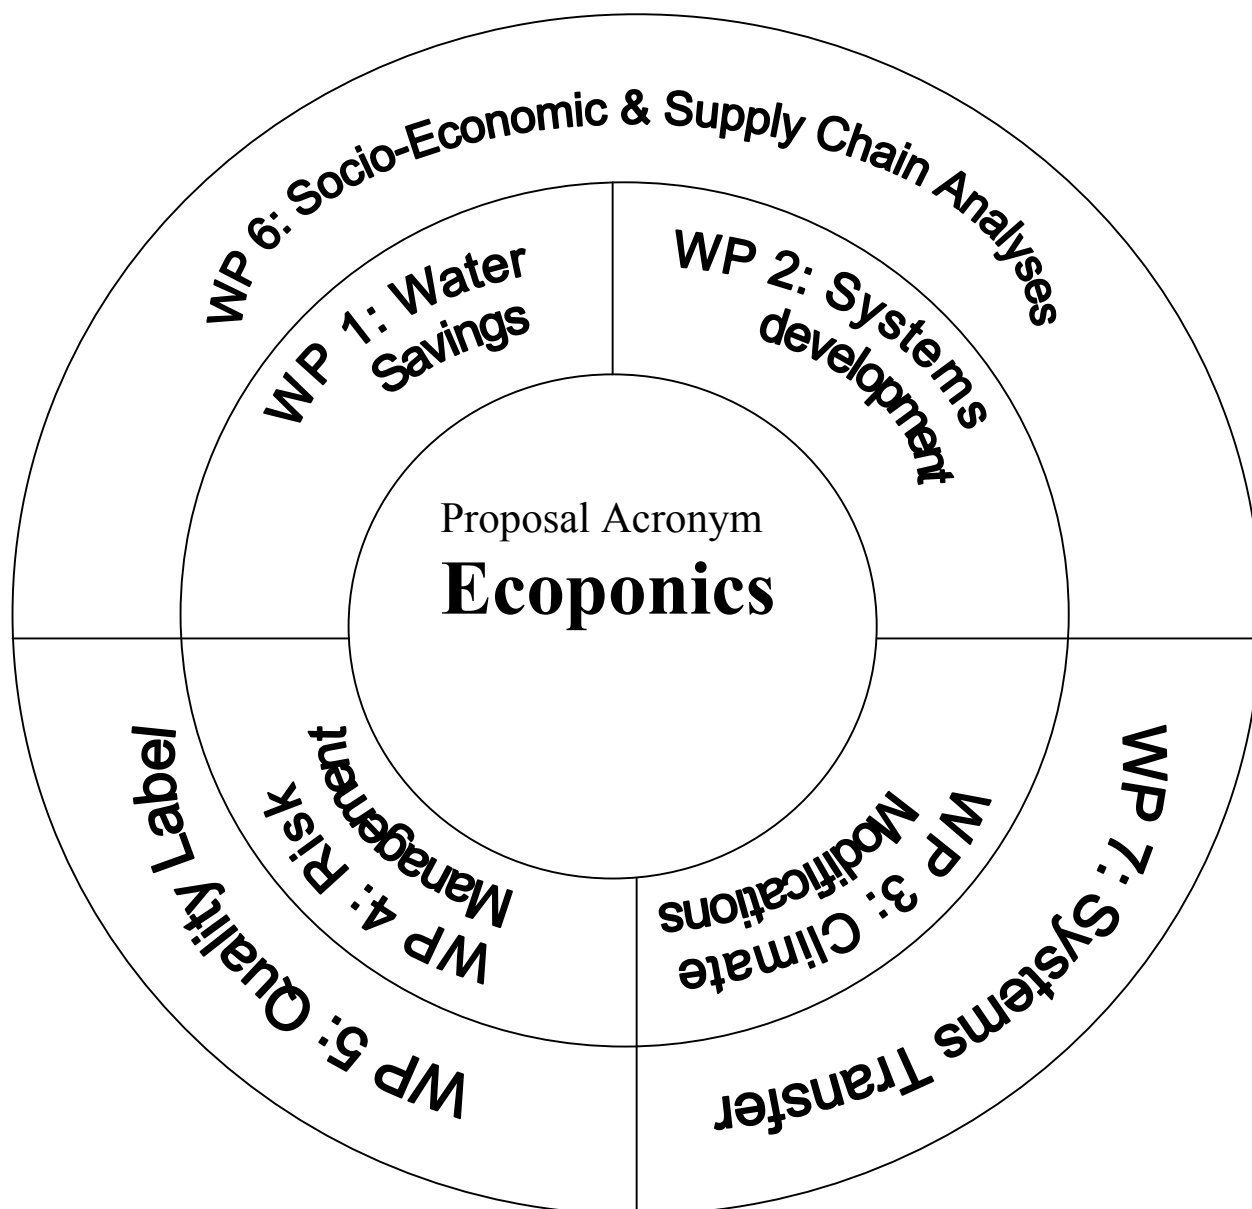 WP 6: Socio-Economic & Supply Chain Analyses
WP 1: Water
Savings
WP 2: Systems
development
Proposal Acronym
Ecoponics
WP 3: Climate
Modifications
WP 4: Risk
Management
WP 5: Quality Label
WP 7: Systems Transfer